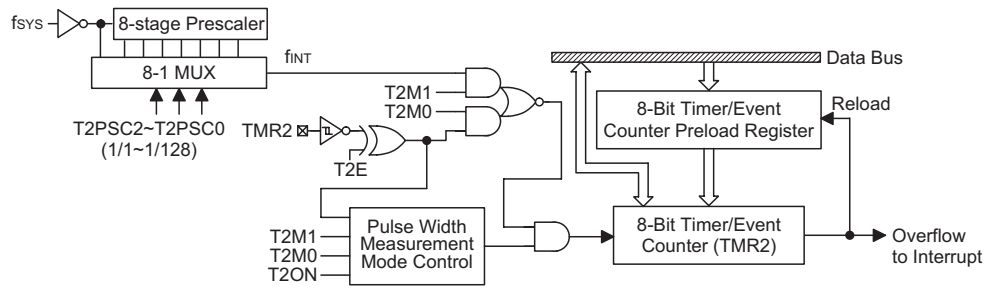 fSYS
8-stage Prescaler
8-1 MUX
fINT
T2PSC2~T2PSC0
(1/1~1/128)
T2M1
T2M0
TMR2
T2E
Data Bus
8-Bit Timer/Event
Counter Preload Register
Reload
T2M1
T2M0
T2ON
Pulse Width
Measurement
Mode Control
8-Bit Timer/Event
Counter (TMR2)
Overflow
to Interrupt